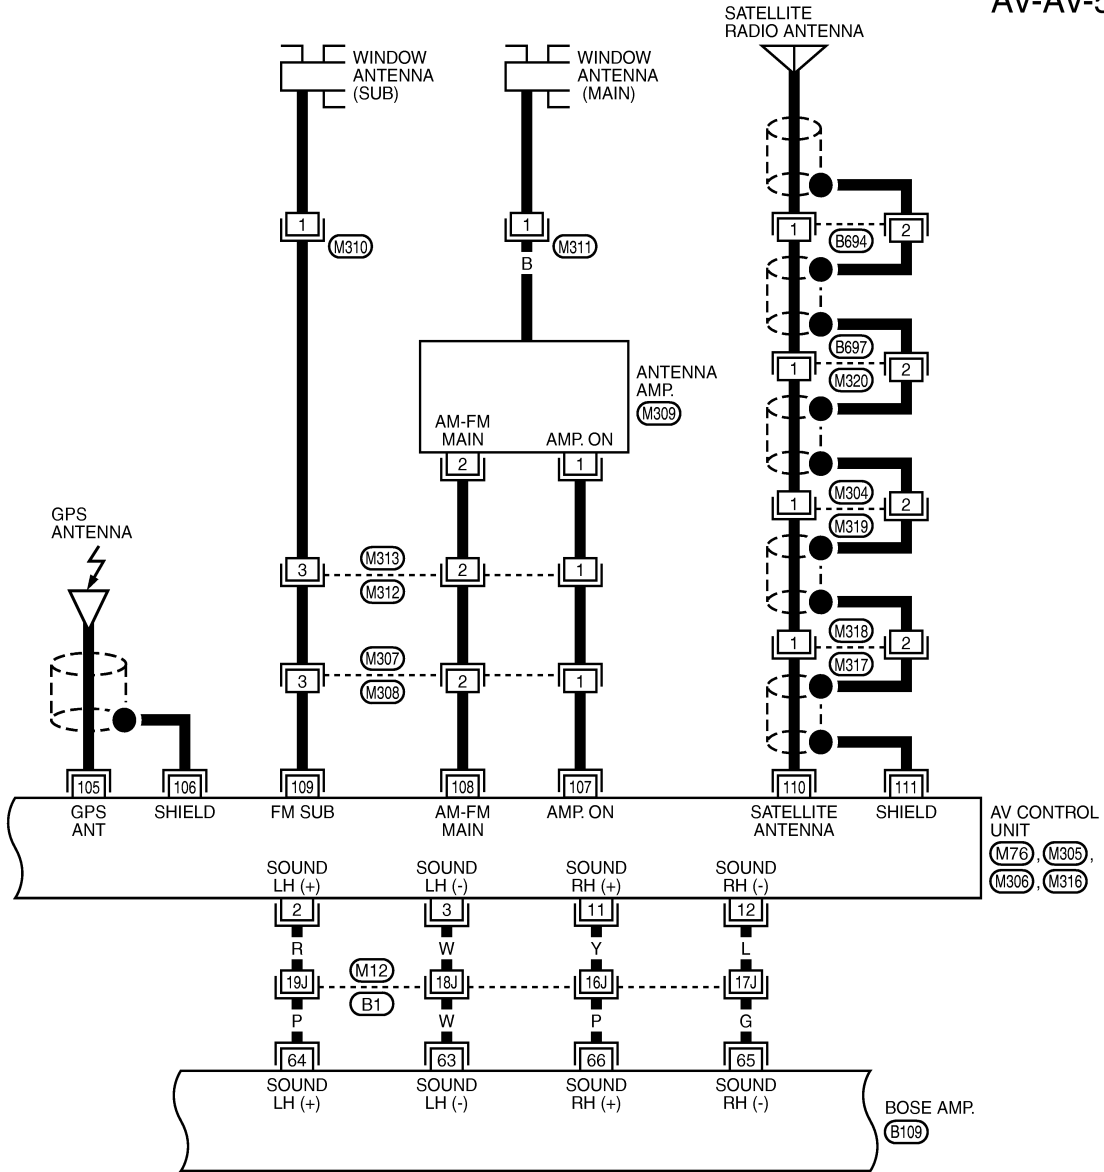 AV-AV-5
SATELLITE
RADIO ANTENNA
WINDOW
ANTENNA
(SUB)
WINDOW
ANTENNA
(MAIN)
1
M310
1
M311
B
1
2
B694
B697
1
2
M320
ANTENNA
AMP.
M309
AM-FM
MAIN
AMP. ON
2
1
M304
1
2
M319
GPS
ANTENNA
M313
3
2
1
M312
M318
1
2
M317
M307
3
2
1
M308
105
106
109
108
107
110
111
GPS
ANT
SHIELD
FM SUB
AM-FM
MAIN
AMP. ON
SATELLITE
ANTENNA
SHIELD
AV CONTROL
UNIT
M76 , M305 ,
M306 , M316
SOUND
LH (+)
SOUND
LH (-)
SOUND
RH (+)
SOUND
RH (-)
2
3
11
12
R
W
Y
L
M12
19J
18J
16J
17J
B1
P
W
P
G
64
63
66
65
SOUND
LH (+)
SOUND
LH (-)
SOUND
RH (+)
SOUND
RH (-)
BOSE AMP.
B109